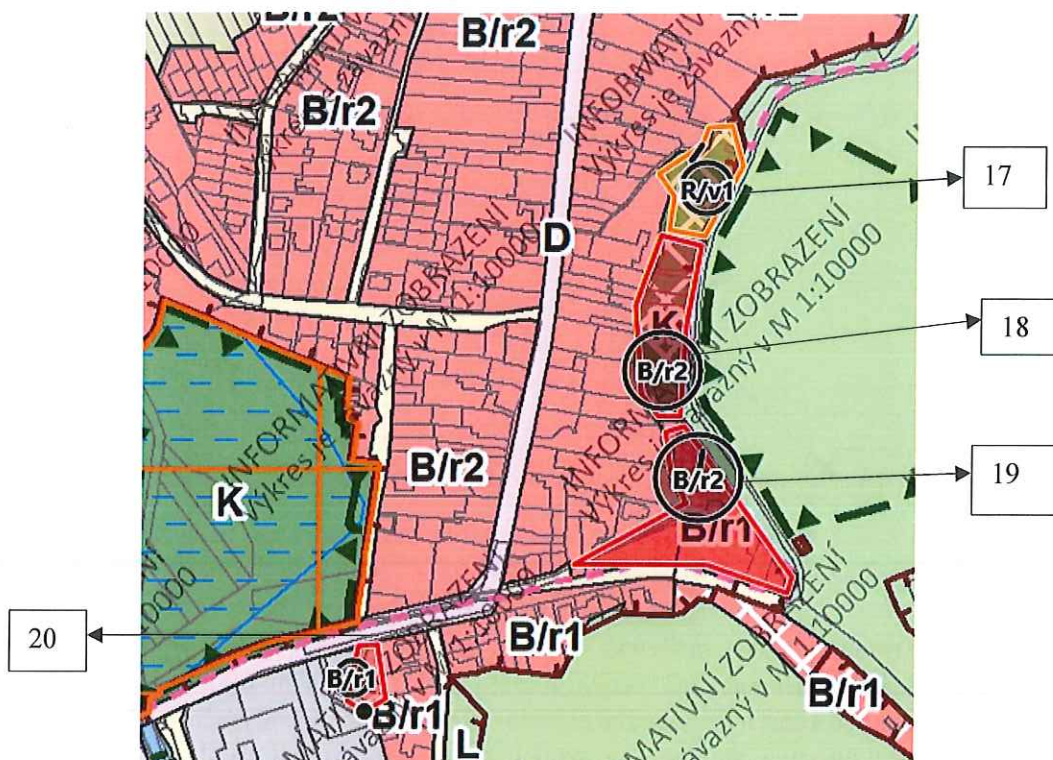 B/r2
B/r2
B/r2
R/v1
17
D
K
18
B/r2
B/r2
K
B/r2
19
B/r1
20
B/r1
B/r1
B/r1
B/r1
L
INFORMATIVNÍ ZOBRAZENÍ
Výkres je závazný v M 1:10000